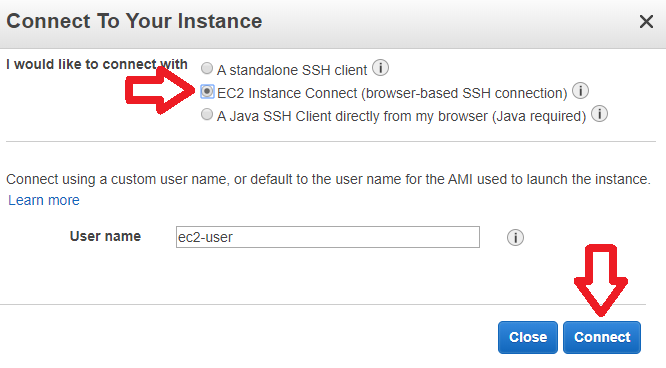 Connect To Your Instance
I would like to connect with
A standalone SSH client
EC2 Instance Connect (browser-based SSH connection)
A Java SSH Client directly from my browser (Java required)
Connect using a custom user name, or default to the user name for the AMI used to launch the instance.
Learn more
User name ec2-user
Close Connect